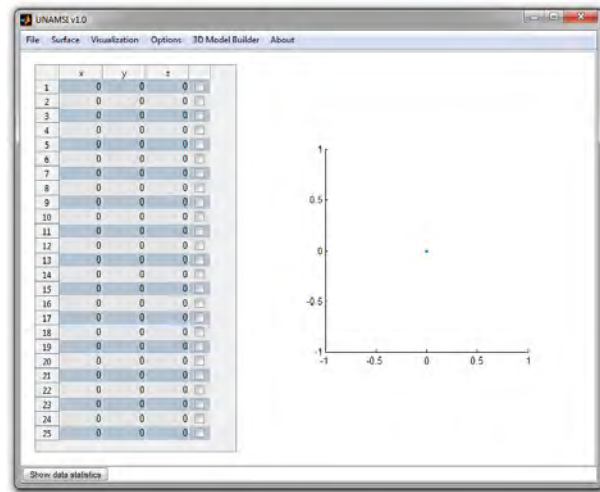 UNAMSI v1.0
File Surface Visualization Options 3D Model Builder About
x y z
1 0 0 0
2 0 0 0
3 0 0 0
4 0 0 0
5 0 0 0
6 0 0 0
7 0 0 0
8 0 0 0
9 0 0 0
10 0 0 0
11 0 0 0
12 0 0 0
13 0 0 0
14 0 0 0
15 0 0 0
16 0 0 0
17 0 0 0
18 0 0 0
19 0 0 0
20 0 0 0
21 0 0 0
22 0 0 0
23 0 0 0
24 0 0 0
25 0 0 0
1
0.5
0
-0.5
-1
-1 -0.5 0 0.5 1
Show data statistics